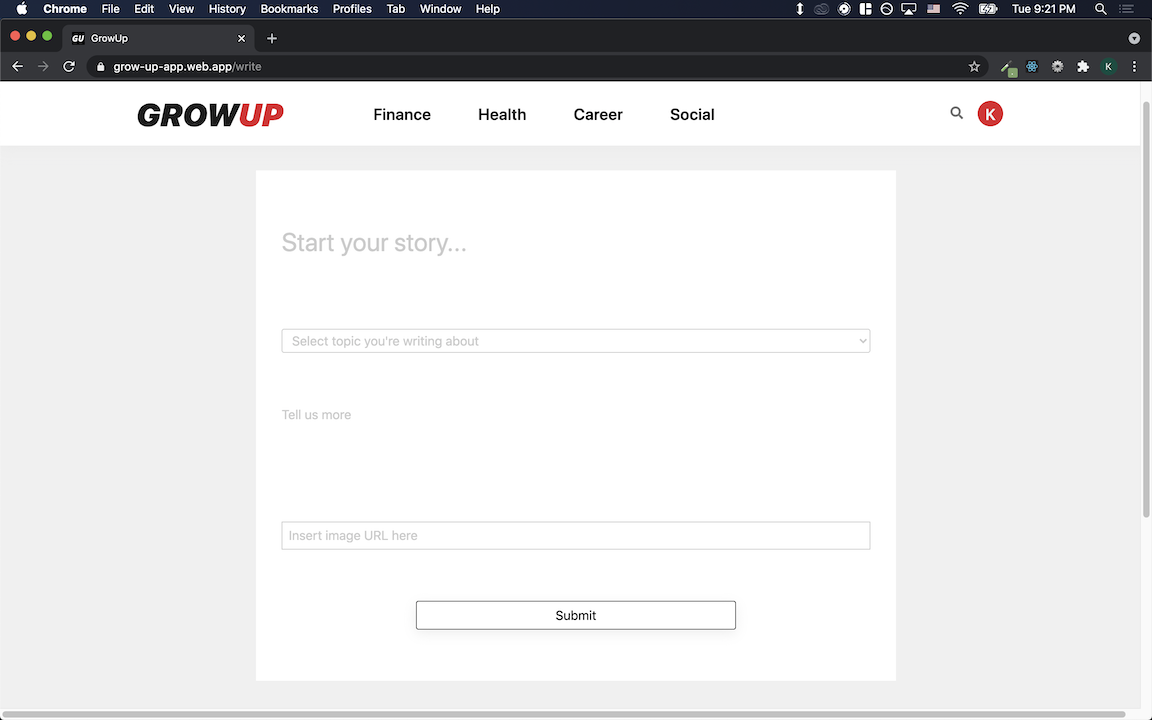 Chrome File Edit View History Bookmarks Profiles Tab Window Help Tue 9:21 PM
GU GrowUp
grow-up-app.web.app/write K
GROWUP Finance Health Career Social K
Start your story...
Select topic you're writing about
Tell us more
Insert image URL here
Submit